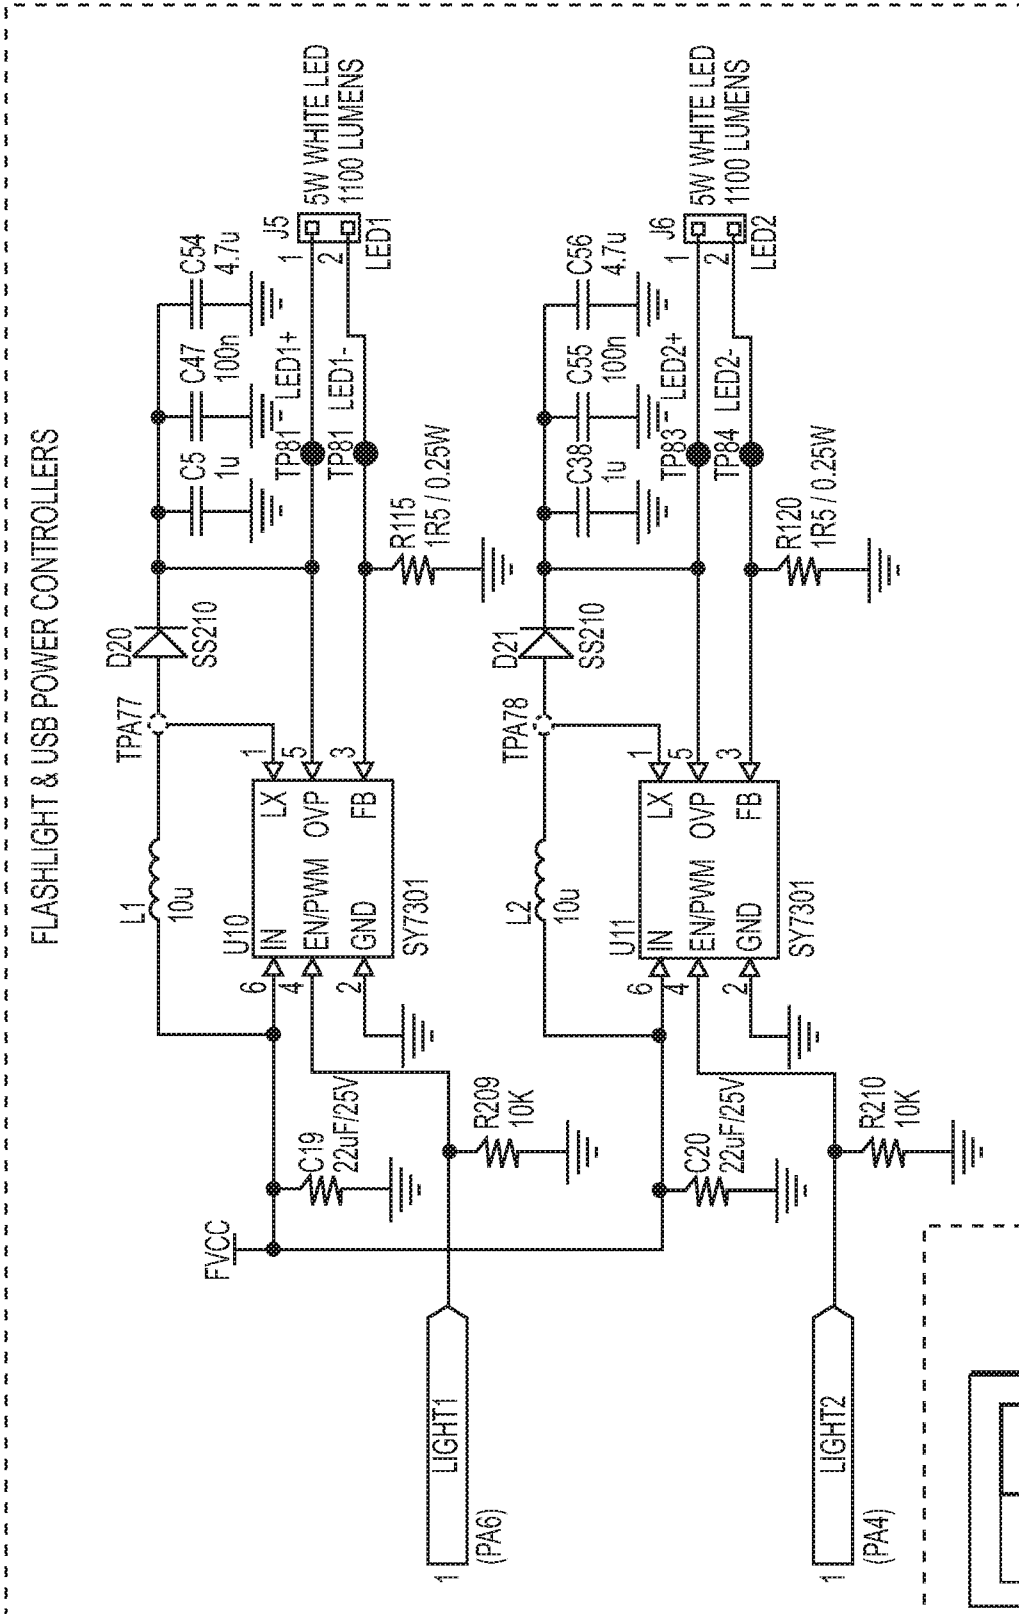 FLASHLIGHT & USB POWER CONTROLLERS
L1
10u
TPA77
D20
SS210
C5
1u
C47
100n
C54
4.7u
J5
1
2
LED1
5W WHITE LED
1100 LUMENS
TP81
LED1+
TP81
LED1-
R115
1R5 / 0.25W
U10
IN
EN/PWM
GND
LX
OVP
FB
6
4
2
1
5
3
SY7301
FVCC
C19
22uF/25V
R209
10K
LIGHT1
1
(PA6)
L2
10u
TPA78
D21
SS210
C38
1u
C55
100n
C56
4.7u
J6
1
2
LED2
5W WHITE LED
1100 LUMENS
TP83
LED2+
TP84
LED2-
R120
1R5 / 0.25W
U11
IN
EN/PWM
GND
LX
OVP
FB
6
4
2
1
5
3
SY7301
C20
22uF/25V
R210
10K
LIGHT2
1
(PA4)